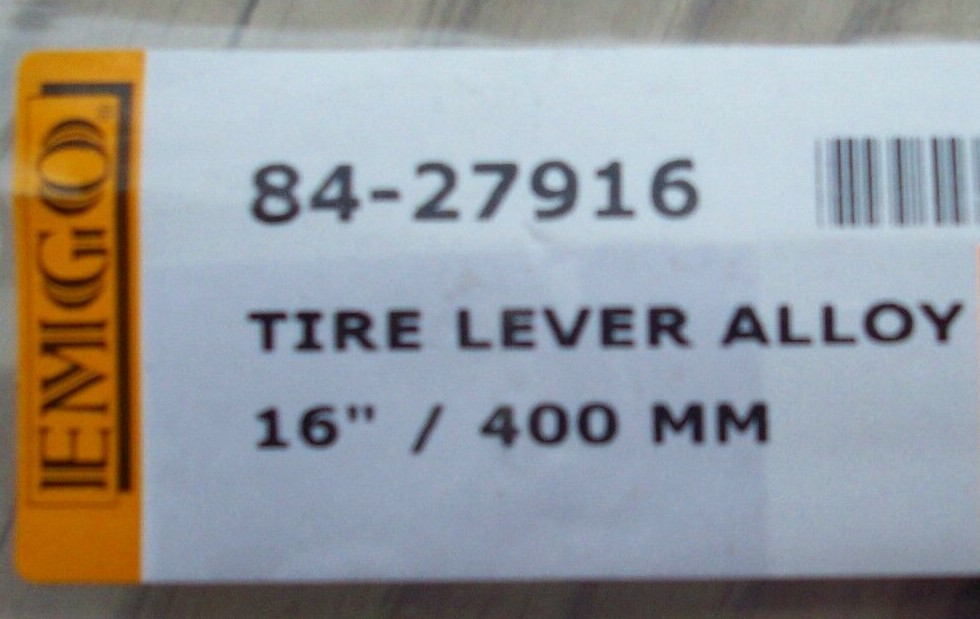 EMGO
84-27916
TIRE LEVER ALLOY
16" / 400 MM